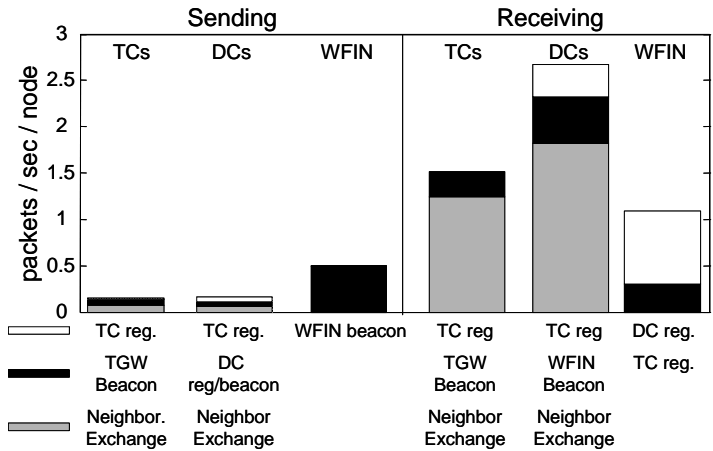 Sending Receiving
3 TCs DCs WFIN TCs DCs WFIN
2.5
2
1.5
1
0.5
0
packets / sec / node
TC reg. TC reg. WFIN beacon TC reg TC reg DC reg.
TGW DC TGW WFIN TC reg.
Beacon reg/beacon Beacon Beacon
Neighbor. Neighbor Neighbor Neighbor
Exchange Exchange Exchange Exchange